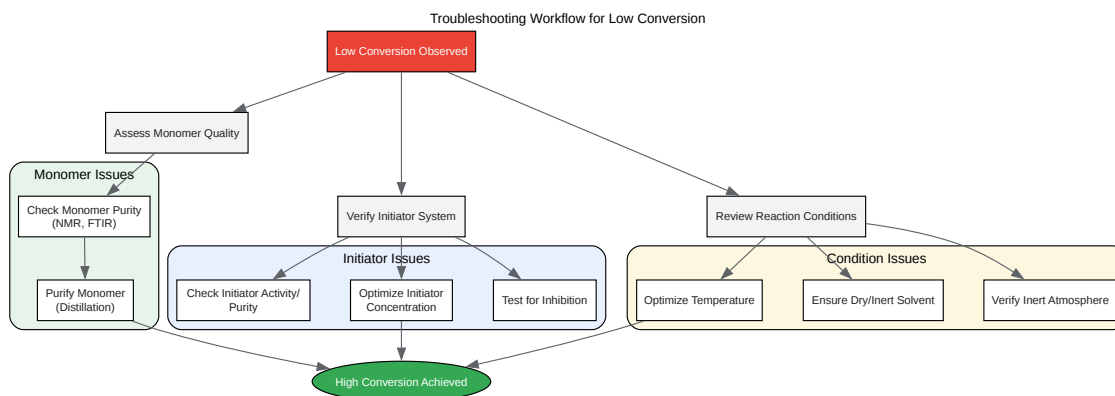 Troubleshooting Workflow for Low Conversion
Low Conversion Observed
Assess Monomer Quality
Monomer Issues
Check Monomer Purity
(NMR, FTIR)
Verify Initiator System
Review Reaction Conditions
Initiator Issues
Condition Issues
Purify Monomer
(Distillation)
Check Initiator Activity/
Purity
Optimize Initiator
Concentration
Test for Inhibition
Optimize Temperature
Ensure Dry/Inert Solvent
Verify Inert Atmosphere
High Conversion Achieved